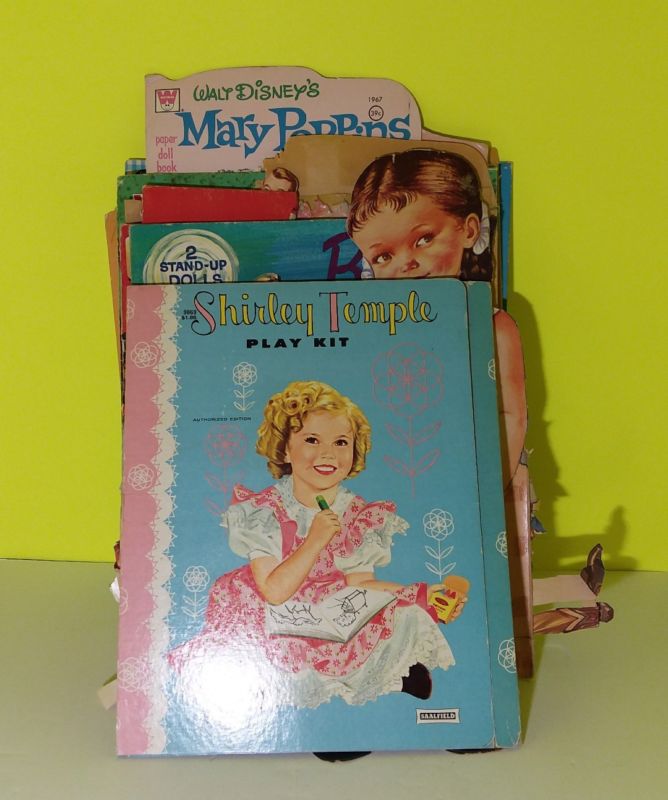 WALT DISNEY'S
1967
39¢
Mary Poppins
paper
doll
book
2
STAND-UP
DOLLS
3963
$1.00
Shirley Temple
PLAY KIT
AUTHORIZED EDITION
SAALFIELD